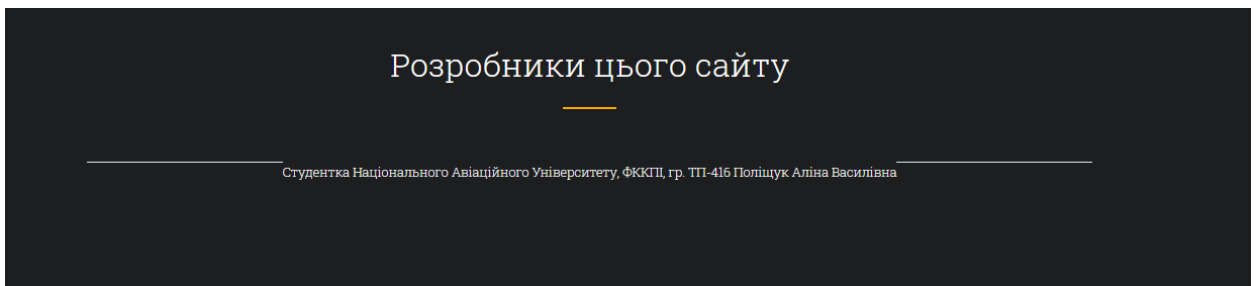 Розробники цього сайту
Студентка Національного Авіаційного Університету, ФККПІ, гр. ТП-416 Поліщук Аліна Василівна